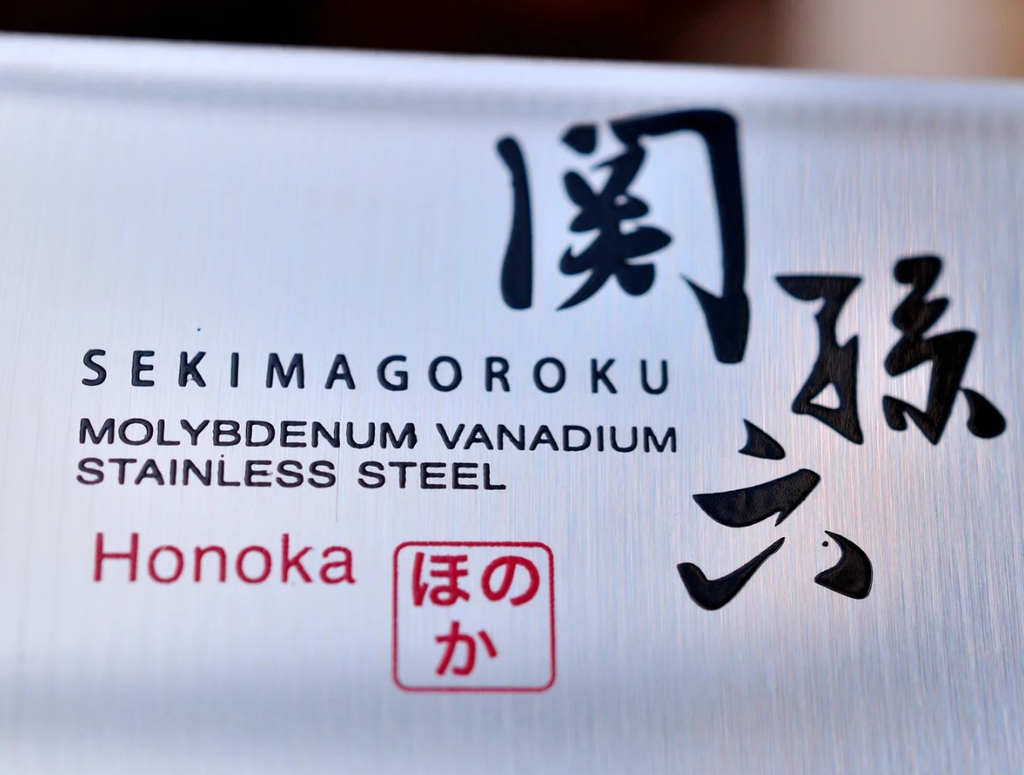 関孫六
SEKIMAGOROKU
MOLYBDENUM VANADIUM
STAINLESS STEEL
Honoka
ほの
か